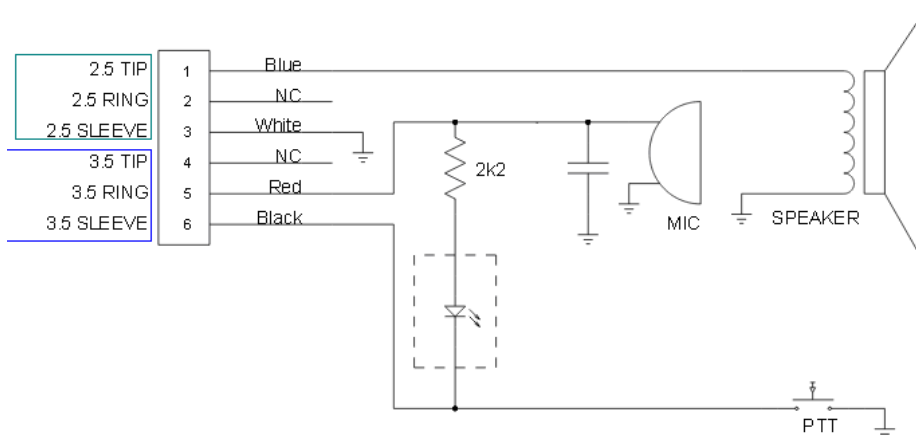 2.5 TIP 1 Blue
2.5 RING 2 NC
2.5 SLEEVE 3 White
3.5 TIP 4 NC
3.5 RING 5 Red
3.5 SLEEVE 6 Black
2k2
MIC
SPEAKER
PTT